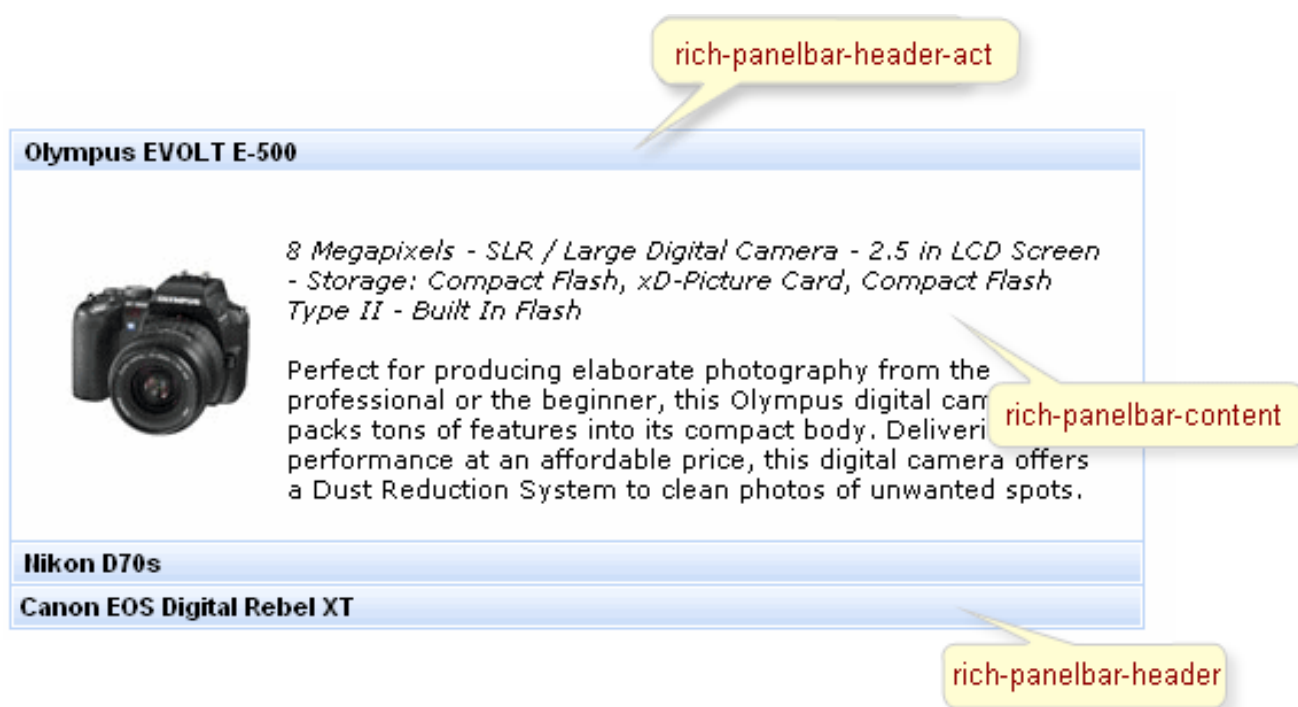 rich-panelbar-header-act
Olympus EVOLT E-500
8 Megapixels - SLR / Large Digital Camera - 2.5 in LCD Screen
- Storage: Compact Flash, xD-Picture Card, Compact Flash
Type II - Built In Flash
OLYMPUS
Perfect for producing elaborate photography from the
professional or the beginner, this Olympus digital
packs tons of features into its compact body.
performance at an affordable price, this digital camera offers
a Dust Reduction System to clean photos of unwanted spots.
rich-panelbar-content
Nikon D70s
Canon EOS Digital Rebel XT
rich-panelbar-header